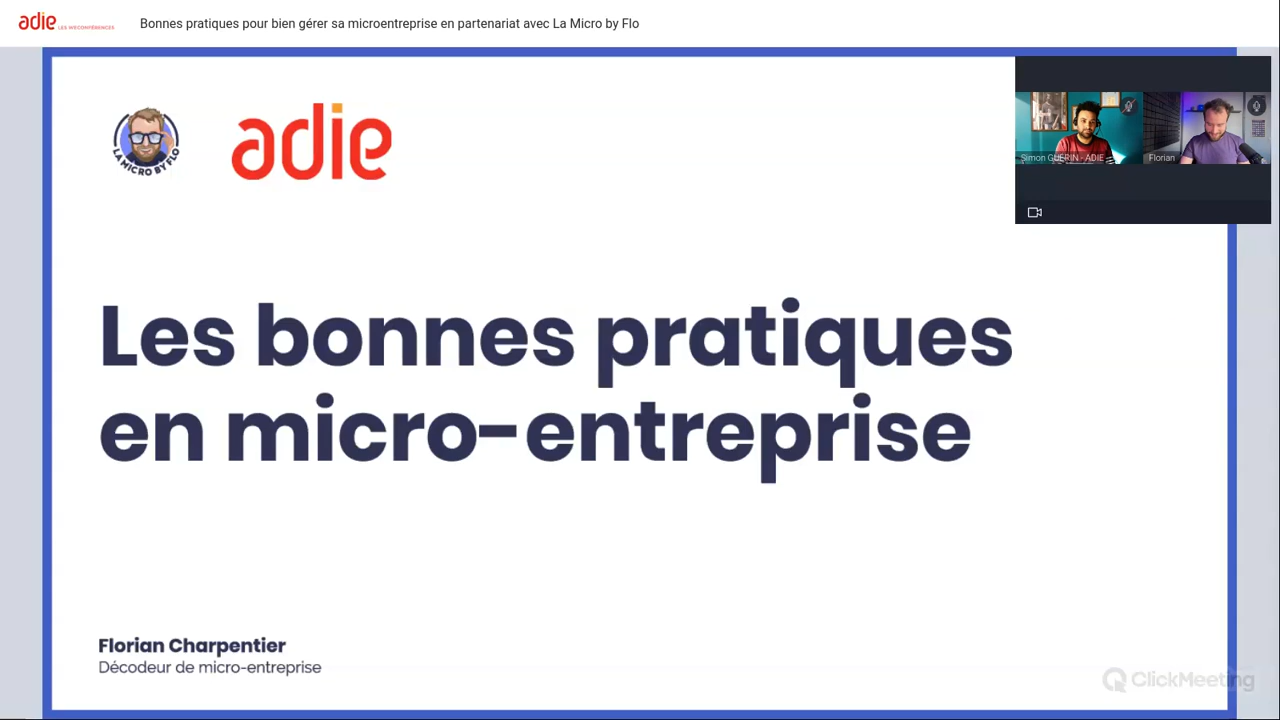 adie LES WEBCONFÉRENCES
Bonnes pratiques pour bien gérer sa microentreprise en partenariat avec La Micro by Flo
LA MICRO BY FLO
adie
Simon GUERIN - ADIE
Florian
Les bonnes pratiques
en micro-entreprise
Florian Charpentier
Décodeur de micro-entreprise
ClickMeeting